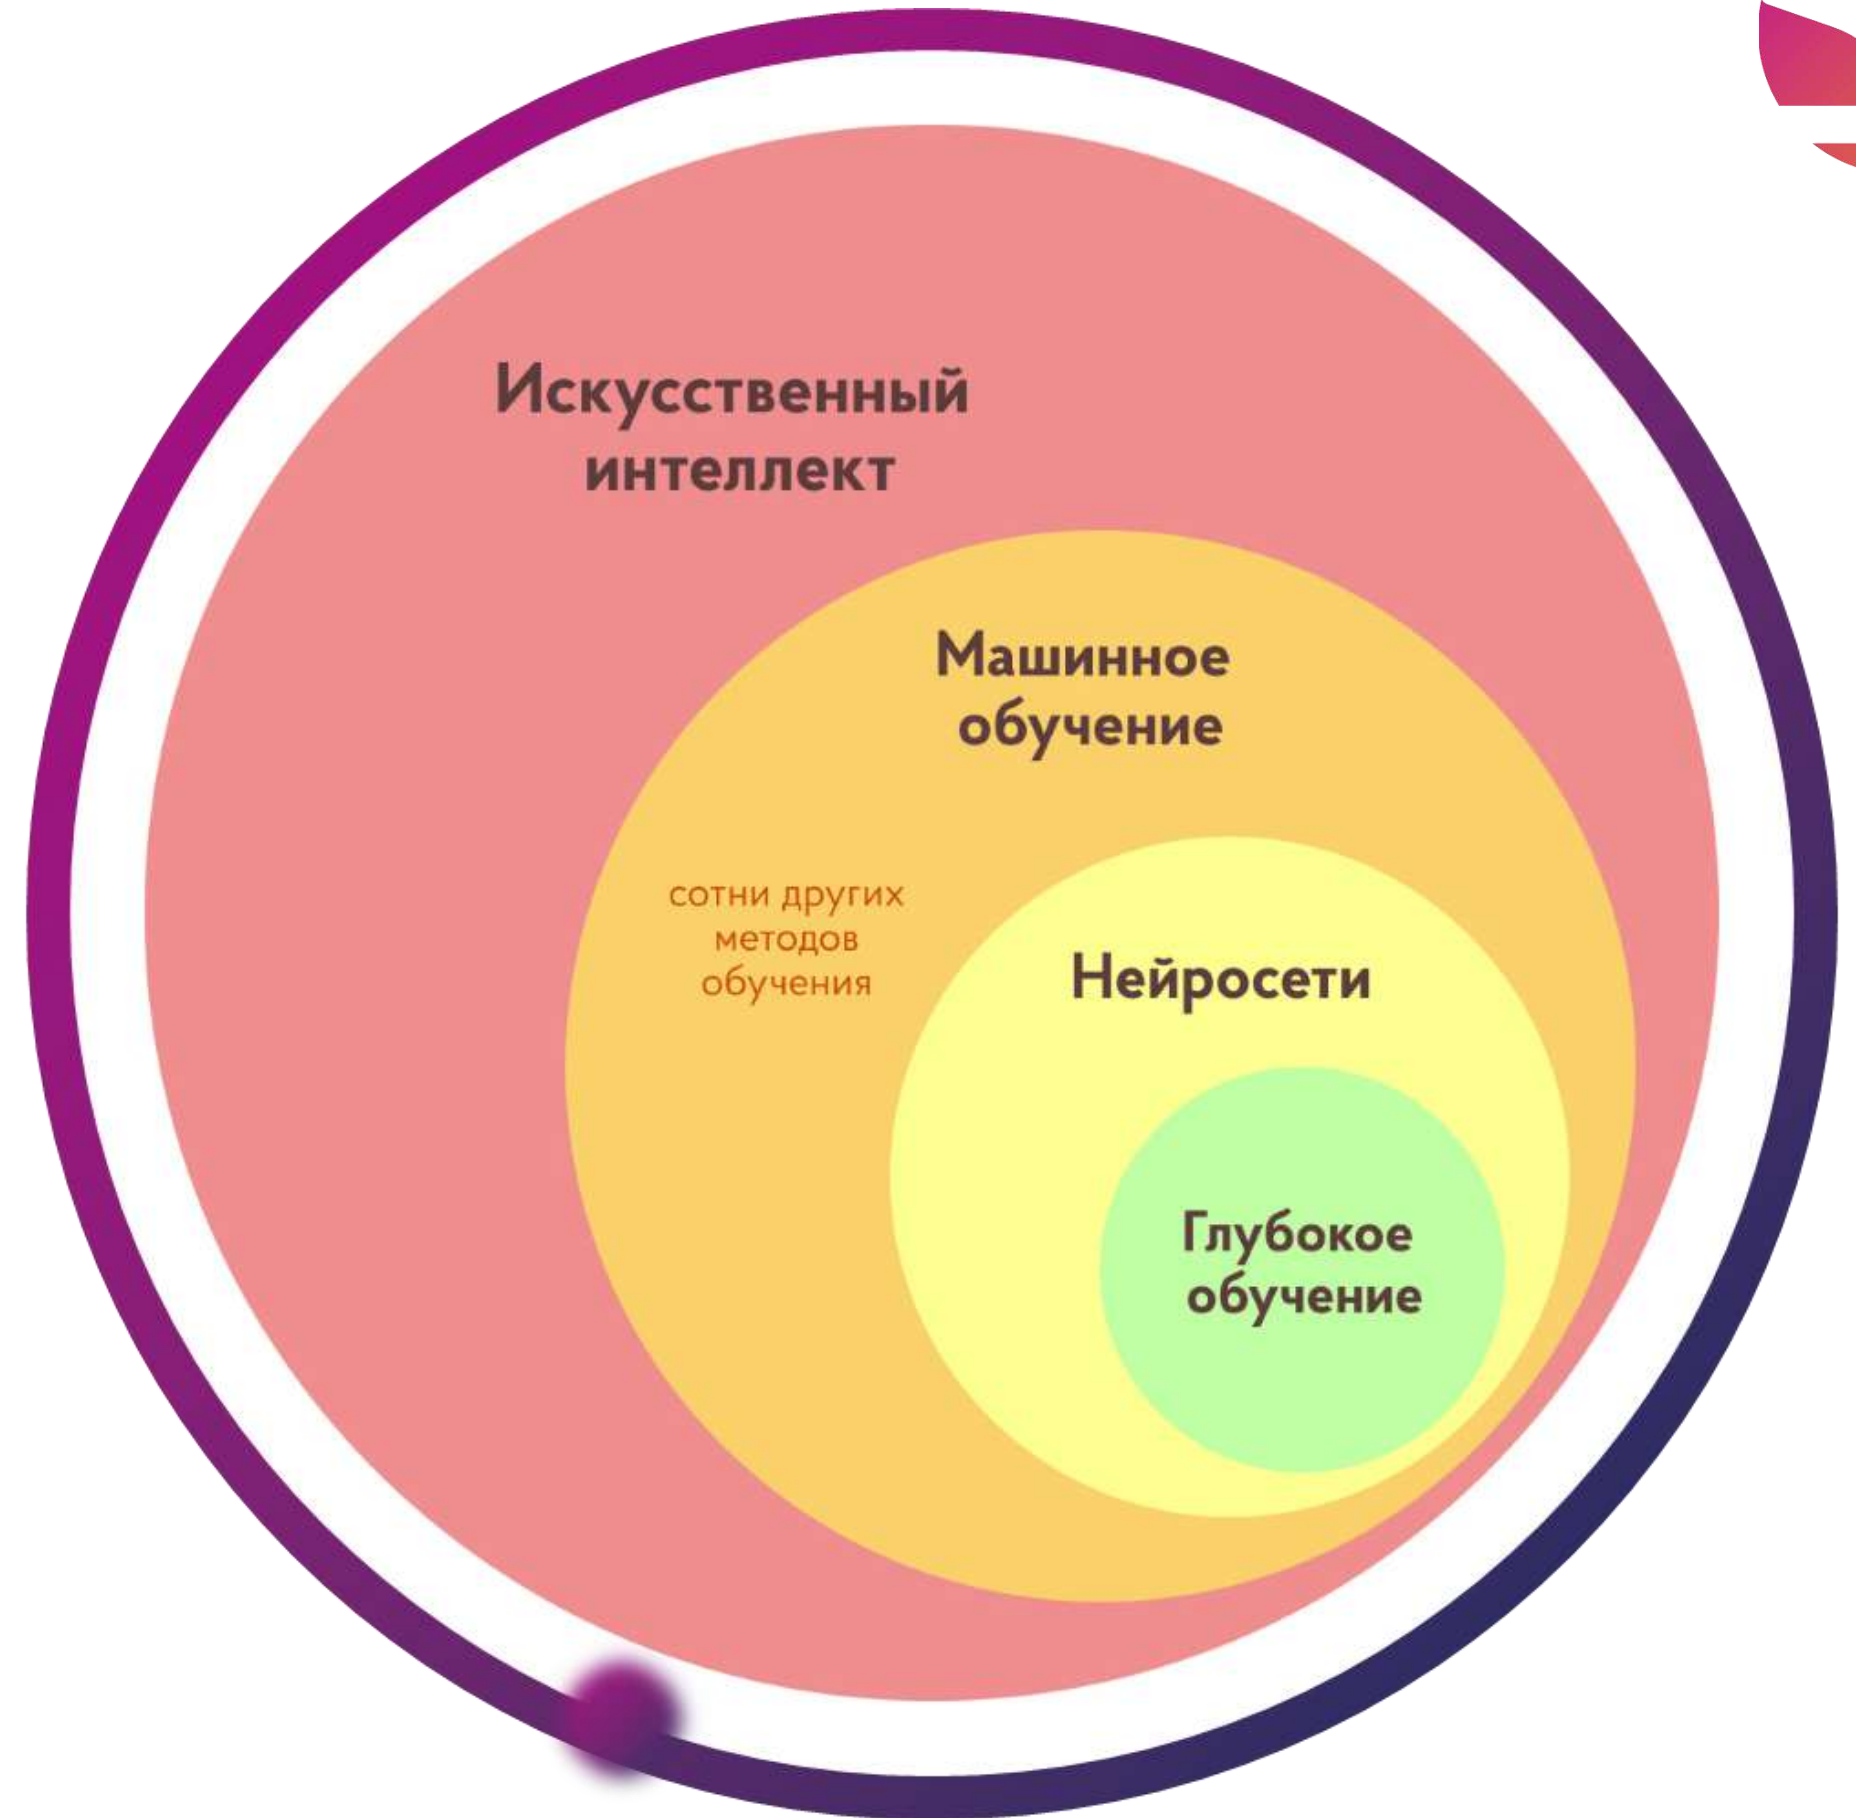 Искусственный
интеллект
Машинное
обучение
сотни других
методов
обучения
Нейросети
Глубокое
обучение